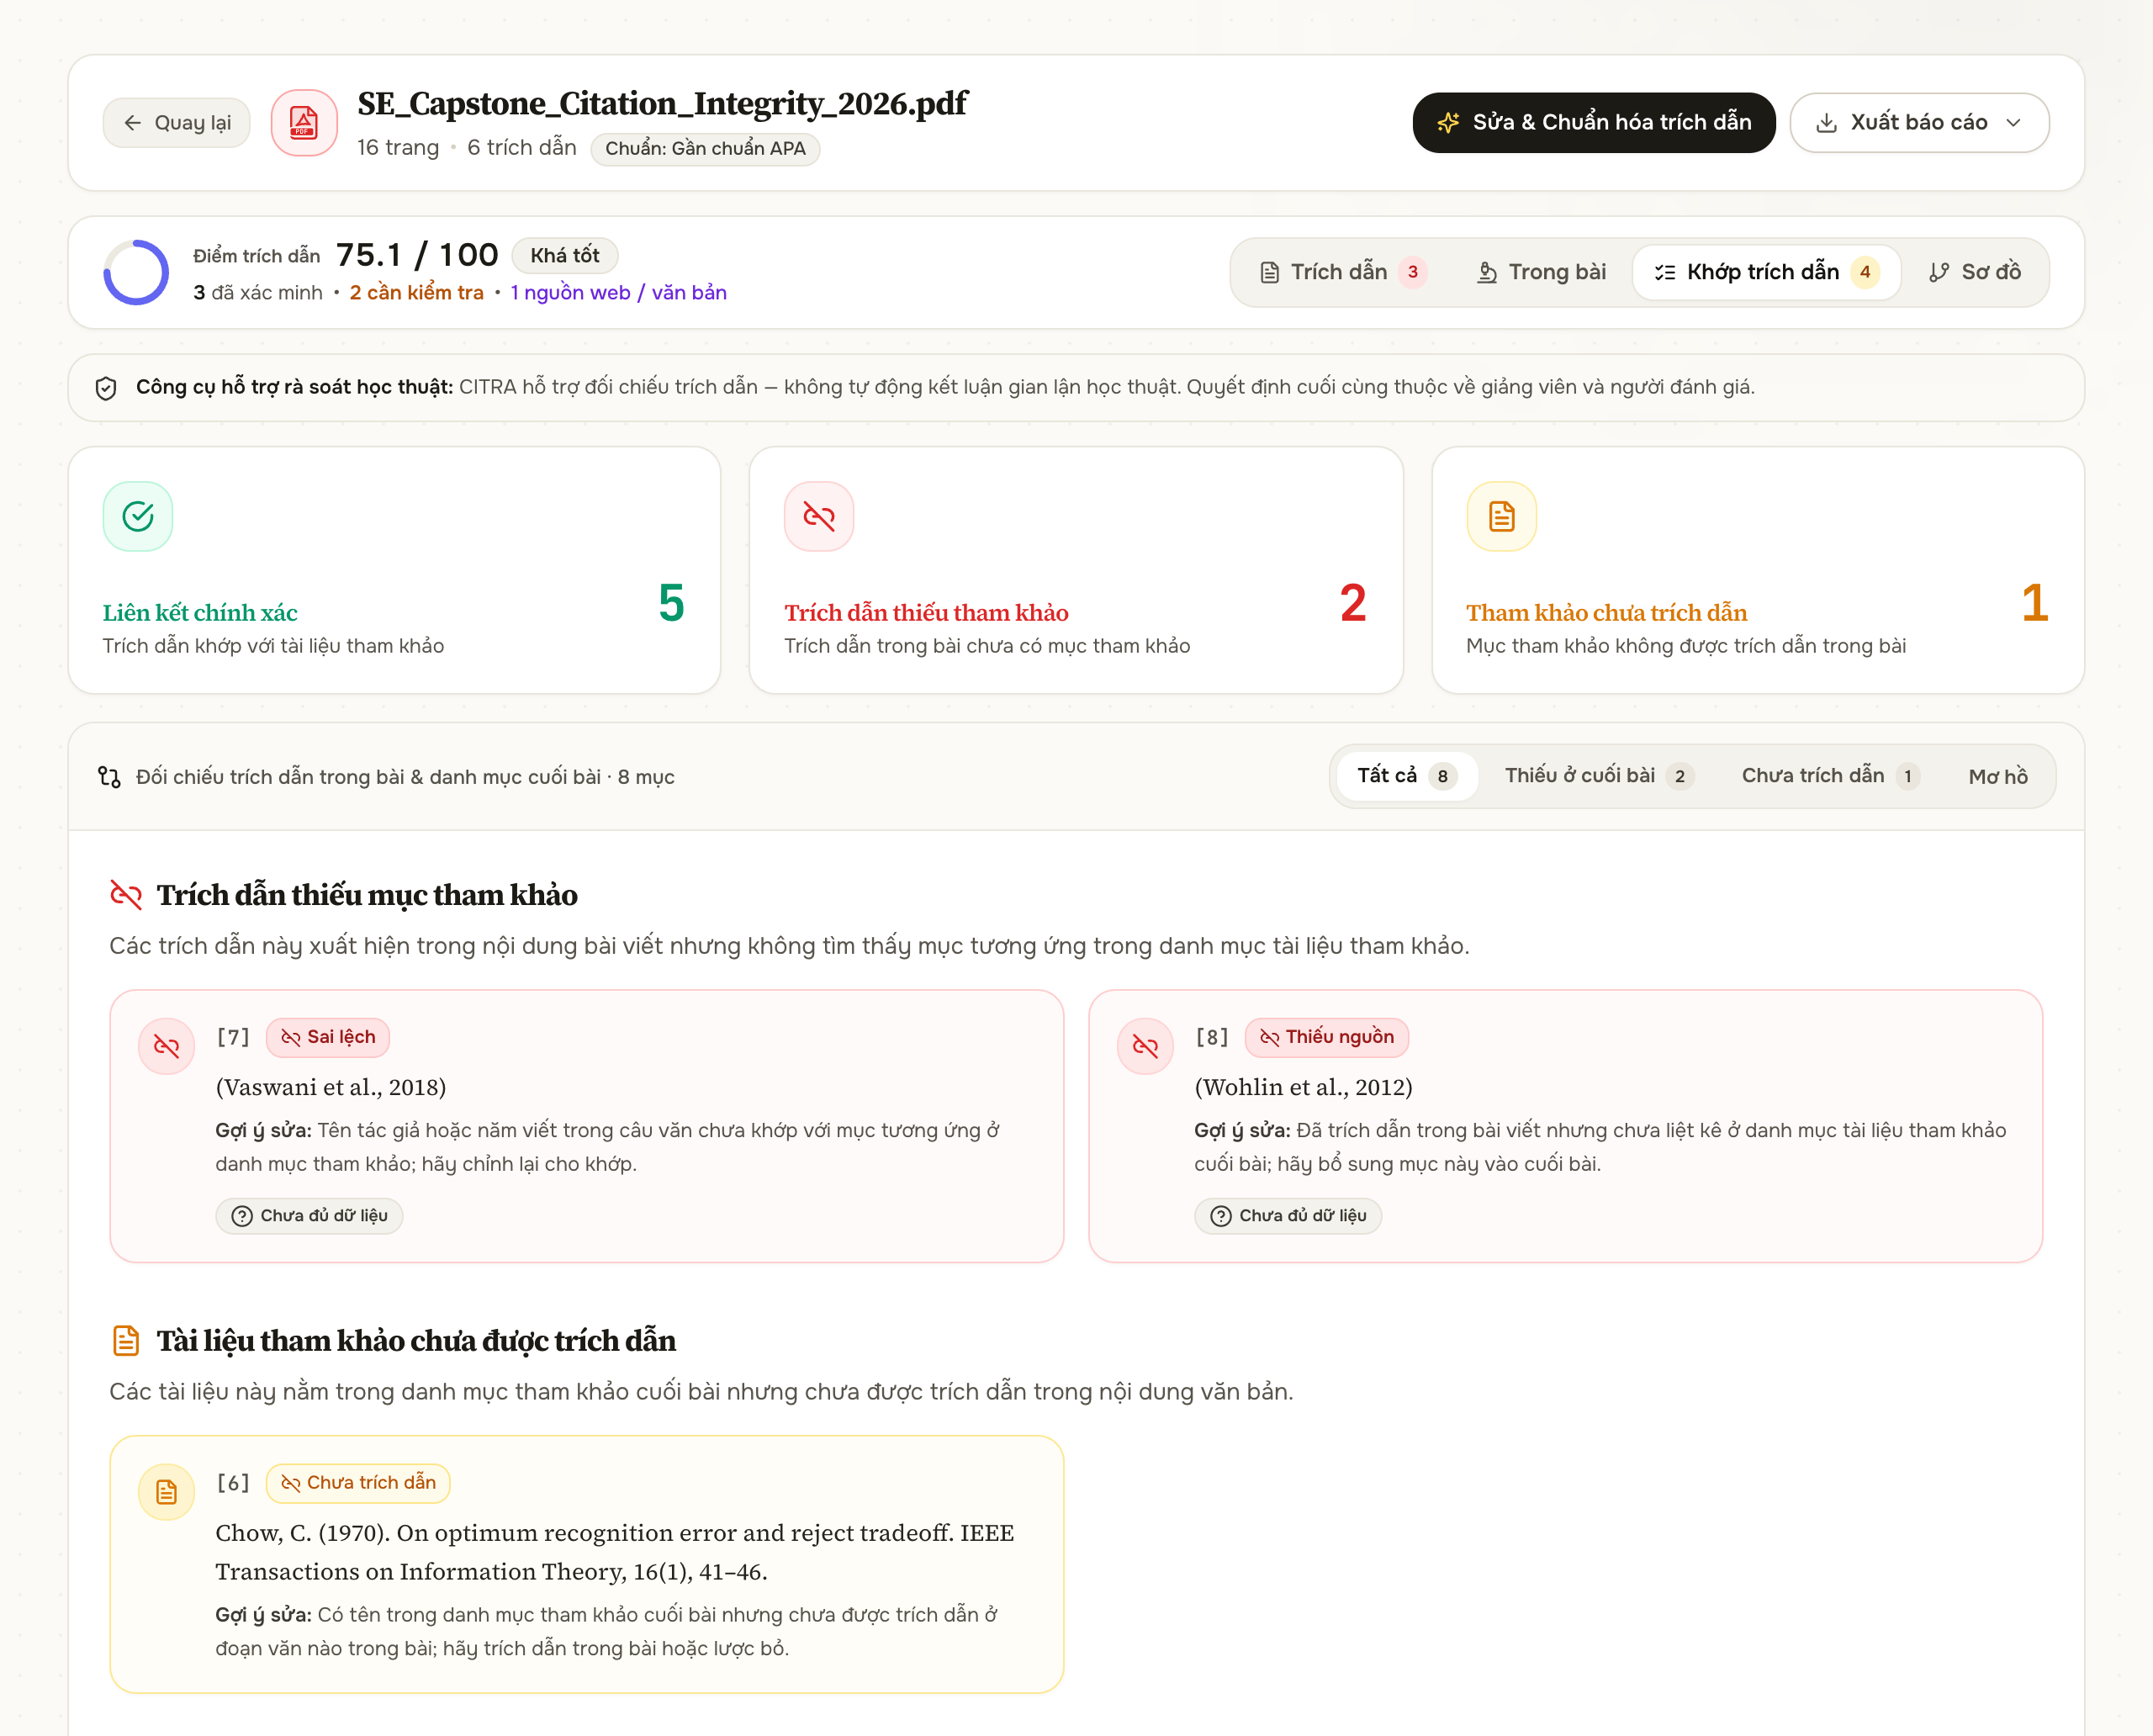 Quay lại
SE_Capstone_Citation_Integrity_2026.pdf
16 trang • 6 trích dẫn Chuẩn: Gần chuẩn APA
Sửa & Chuẩn hóa trích dẫn
Xuất báo cáo
PDF
Điểm trích dẫn 75.1 / 100 Khá tốt
3 đã xác minh • 2 cần kiểm tra • 1 nguồn web / văn bản
Trích dẫn 3
Trong bài
Khớp trích dẫn 4
Sơ đồ
Công cụ hỗ trợ rà soát học thuật: CITRA hỗ trợ đối chiếu trích dẫn — không tự động kết luận gian lận học thuật. Quyết định cuối cùng thuộc về giảng viên và người đánh giá.
Liên kết chính xác 5
Trích dẫn khớp với tài liệu tham khảo
Trích dẫn thiếu tham khảo 2
Trích dẫn trong bài chưa có mục tham khảo
Tham khảo chưa trích dẫn 1
Mục tham khảo không được trích dẫn trong bài
Đối chiếu trích dẫn trong bài & danh mục cuối bài · 8 mục
Tất cả 8
Thiếu ở cuối bài 2
Chưa trích dẫn 1
Mơ hồ
Trích dẫn thiếu mục tham khảo
Các trích dẫn này xuất hiện trong nội dung bài viết nhưng không tìm thấy mục tương ứng trong danh mục tài liệu tham khảo.
[7] Sai lệch
(Vaswani et al., 2018)
Gợi ý sửa: Tên tác giả hoặc năm viết trong câu văn chưa khớp với mục tương ứng ở
danh mục tham khảo; hãy chỉnh lại cho khớp.
Chưa đủ dữ liệu
[8] Thiếu nguồn
(Wohlin et al., 2012)
Gợi ý sửa: Đã trích dẫn trong bài viết nhưng chưa liệt kê ở danh mục tài liệu tham khảo
cuối bài; hãy bổ sung mục này vào cuối bài.
Chưa đủ dữ liệu
Tài liệu tham khảo chưa được trích dẫn
Các tài liệu này nằm trong danh mục tham khảo cuối bài nhưng chưa được trích dẫn trong nội dung văn bản.
[6] Chưa trích dẫn
Chow, C. (1970). On optimum recognition error and reject tradeoff. IEEE
Transactions on Information Theory, 16(1), 41–46.
Gợi ý sửa: Có tên trong danh mục tham khảo cuối bài nhưng chưa được trích dẫn ở
đoạn văn nào trong bài; hãy trích dẫn trong bài hoặc lược bỏ.